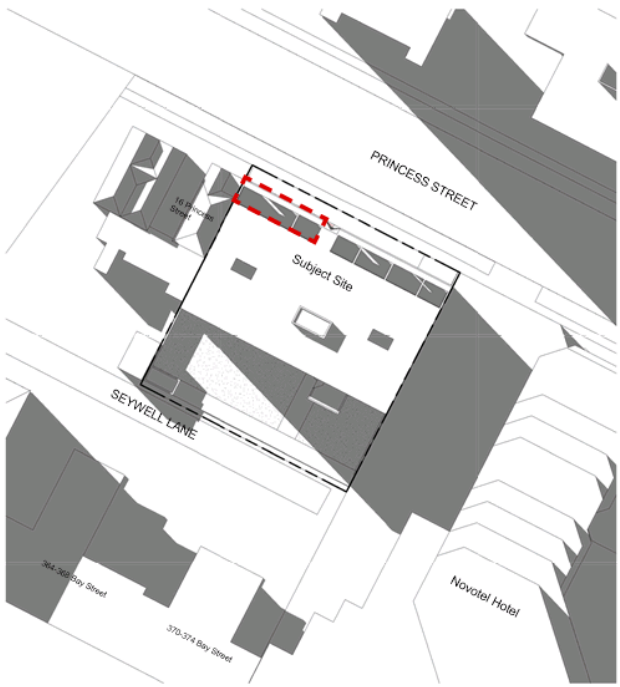 PRINCESS STREET
16 Princess
Street
Subject Site
SEYWELL LANE
364-368 Bay Street
Novotel Hotel
370-374 Bay Street